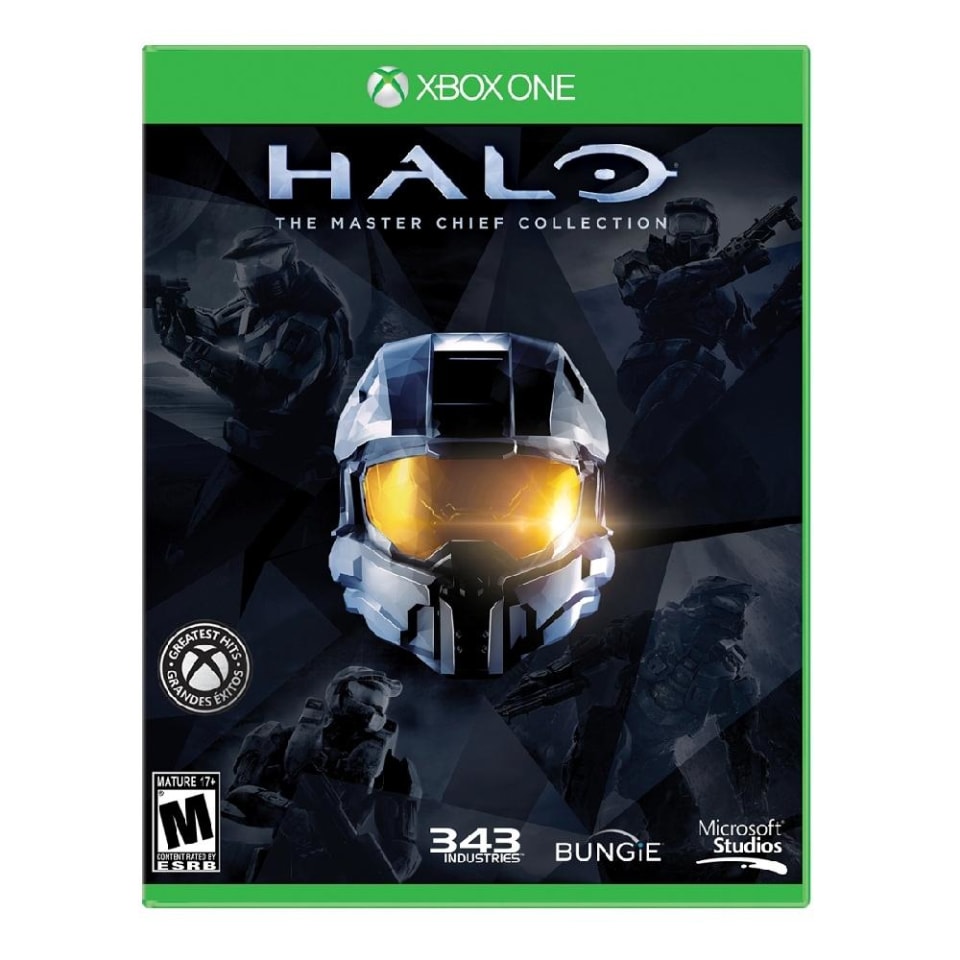 XBOX ONE
HALO
THE MASTER CHIEF COLLECTION
· GREATEST HITS ·
GRANDES ÉXITOS
MATURE 17+
M
CONTENT RATED BY
ESRB
343
INDUSTRIES
BUNGiE
Microsoft
Studios